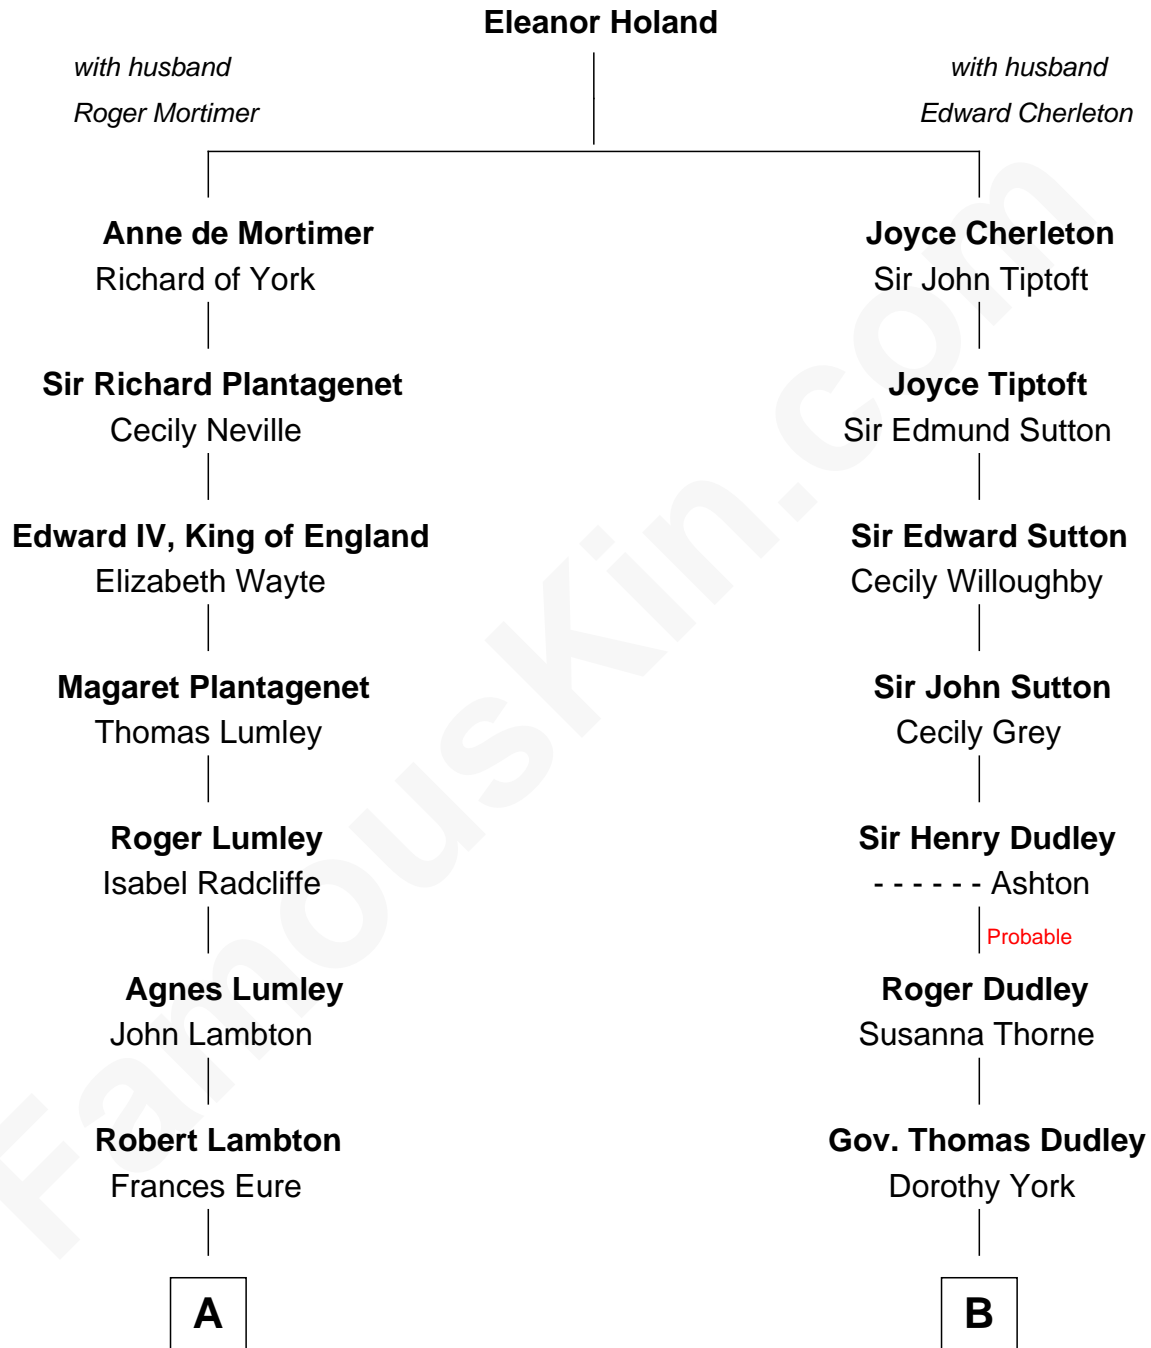 Eleanor Holand
with husband
Roger Mortimer
with husband
Edward Cherleton
Anne de Mortimer
Richard of York
Joyce Cherleton
Sir John Tiptoft
Sir Richard Plantagenet
Cecily Neville
Joyce Tiptoft
Sir Edmund Sutton
Edward IV, King of England
Elizabeth Wayte
Sir Edward Sutton
Cecily Willoughby
Magaret Plantagenet
Thomas Lumley
Sir John Sutton
Cecily Grey
Roger Lumley
Isabel Radcliffe
Sir Henry Dudley
- - - - - - Ashton
Probable
Agnes Lumley
John Lambton
Roger Dudley
Susanna Thorne
Robert Lambton
Frances Eure
Gov. Thomas Dudley
Dorothy York
A
B
FamousKin.com